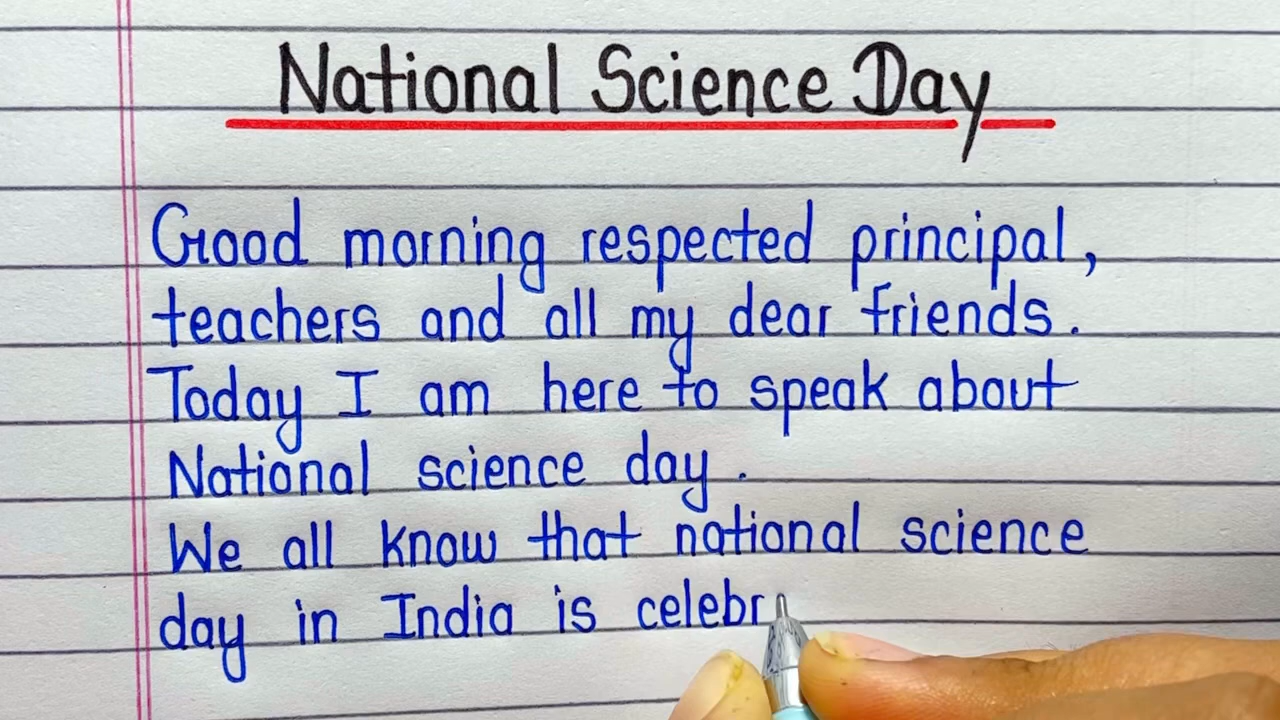 National Science Day
Good morning respected principal,
teachers and all my dear friends.
Today I am here to speak about
National science day.
We all know that national science
day in India is celebr